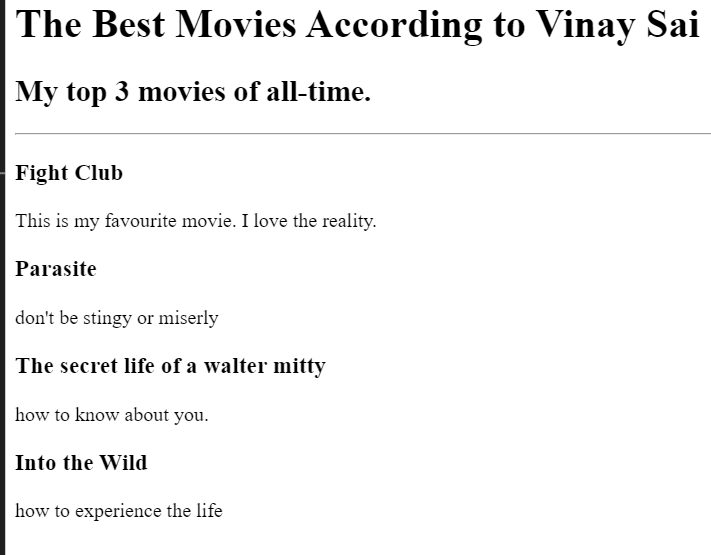 The Best Movies According to Vinay Sai
My top 3 movies of all-time.
Fight Club
This is my favourite movie. I love the reality.
Parasite
don't be stingy or miserly
The secret life of a walter mitty
how to know about you.
Into the Wild
how to experience the life